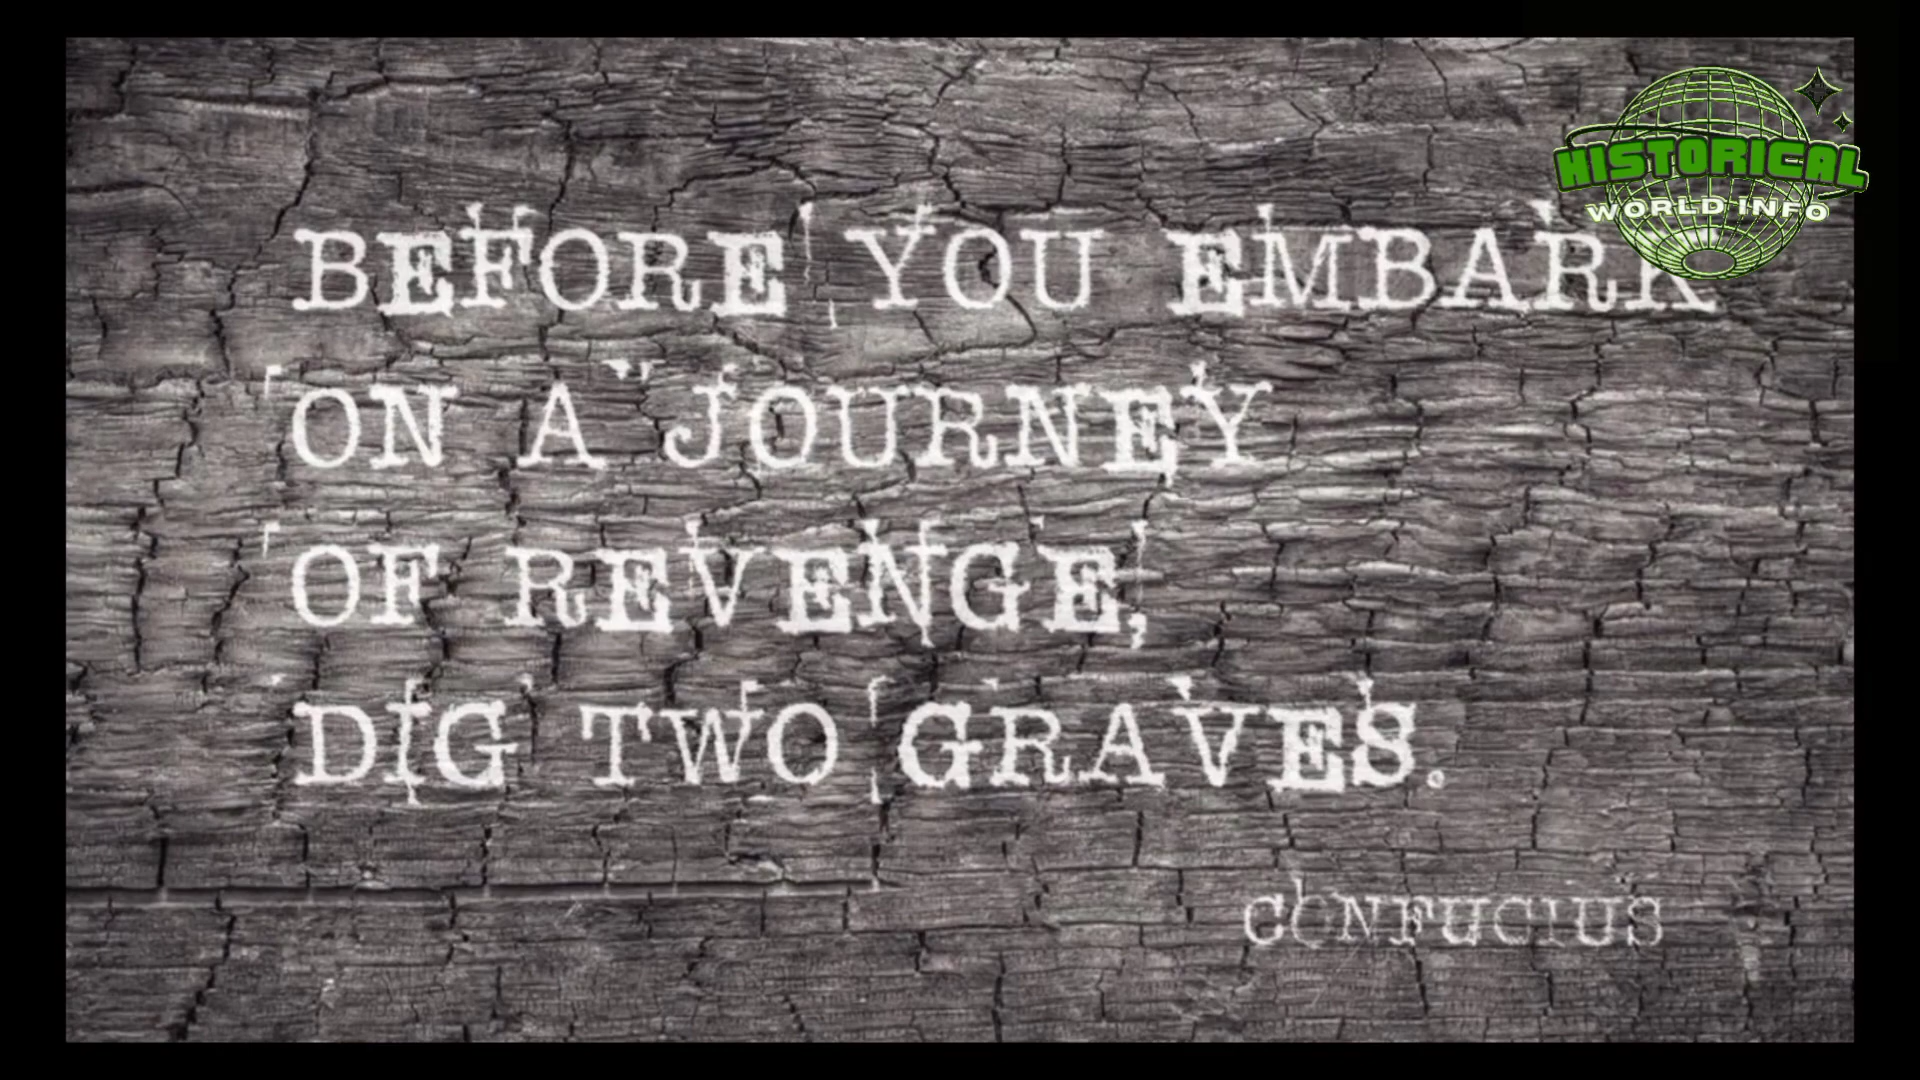 HISTORICAL
WORLD INFO
BEFORE YOU EMBARK
ON A JOURNEY
OF REVENGE,
DIG TWO GRAVES.
CONFUCIUS